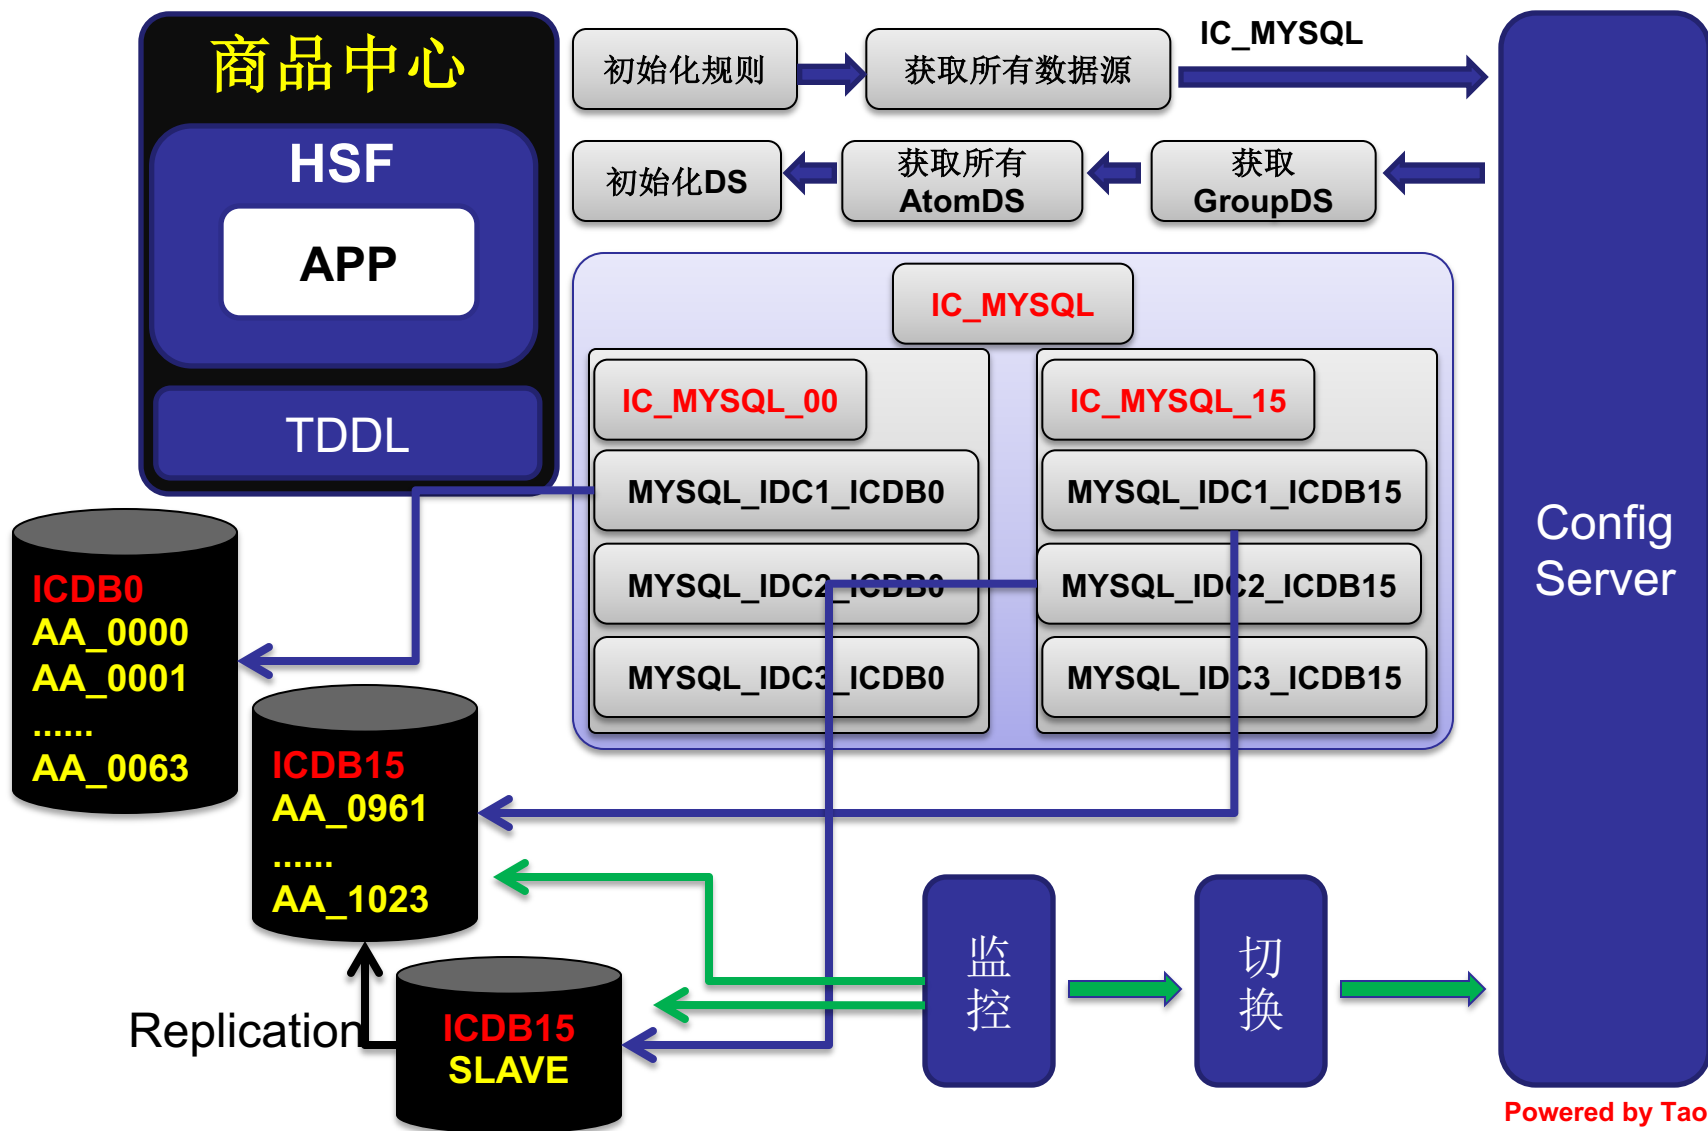 商品中心
HSF
APP
TDDL
初始化规则
获取所有数据源
IC_MYSQL
初始化DS
获取所有
AtomDS
获取
GroupDS
IC_MYSQL
IC_MYSQL_00
MYSQL_IDC1_ICDB0
MYSQL_IDC2_ICDB0
MYSQL_IDC3_ICDB0
IC_MYSQL_15
MYSQL_IDC1_ICDB15
MYSQL_IDC2_ICDB15
MYSQL_IDC3_ICDB15
Config
Server
ICDB0
AA_0000
AA_0001
......
AA_0063
ICDB15
AA_0961
......
AA_1023
Replication
ICDB15
SLAVE
监
控
切
换
Powered by Tao